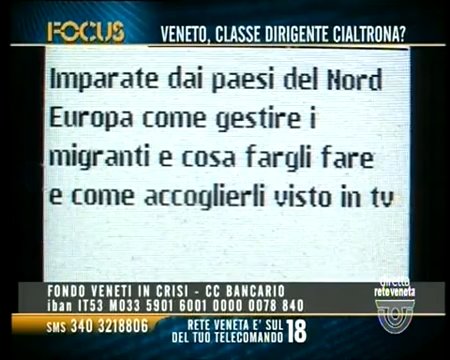 FOCUS
VENETO, CLASSE DIRIGENTE CIALTRONA?
Imparate dai paesi del Nord
Europa come gestire i
migranti e cosa fargli fare
e come accoglierli visto in tv
diretta
reteveneta
FONDO VENETI IN CRISI - CC BANCARIO
iban IT53 M033 5901 6001 0000 0078 840
SMS 340 3218806
RETE VENETA E' SUL
DEL TUO TELECOMANDO 18